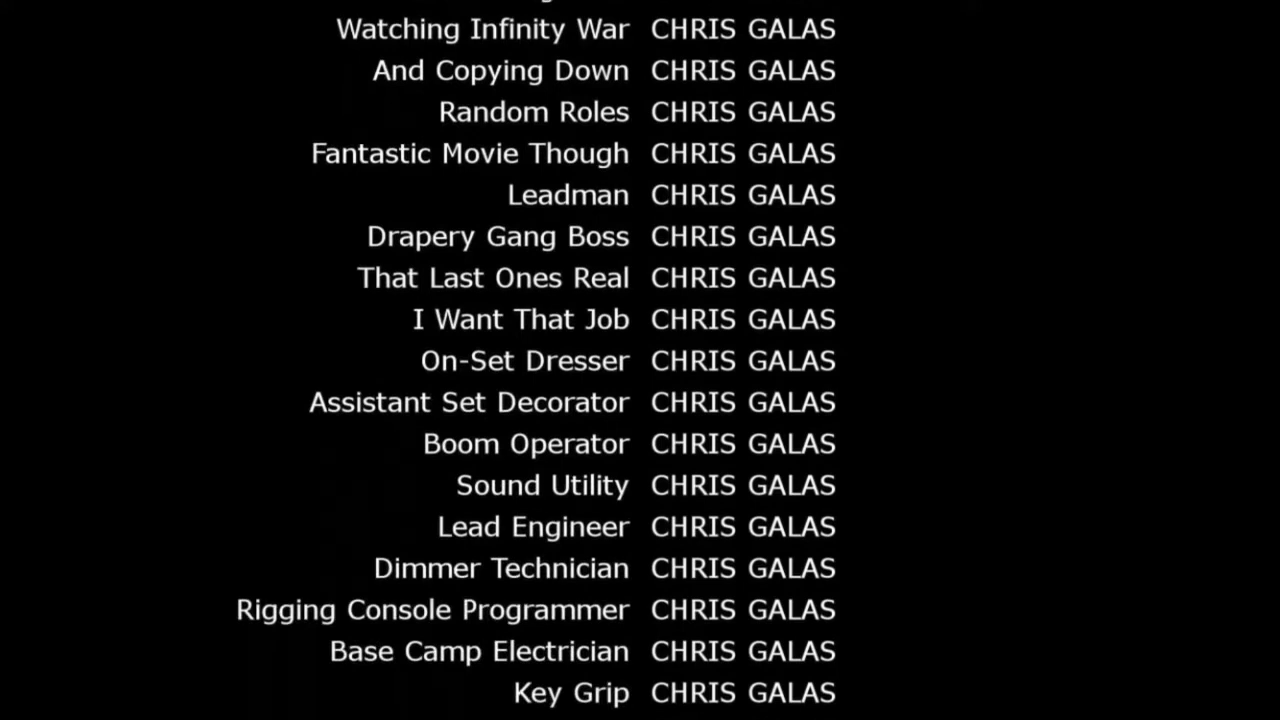 Watching Infinity War CHRIS GALAS
And Copying Down CHRIS GALAS
Random Roles CHRIS GALAS
Fantastic Movie Though CHRIS GALAS
Leadman CHRIS GALAS
Drapery Gang Boss CHRIS GALAS
That Last Ones Real CHRIS GALAS
I Want That Job CHRIS GALAS
On-Set Dresser CHRIS GALAS
Assistant Set Decorator CHRIS GALAS
Boom Operator CHRIS GALAS
Sound Utility CHRIS GALAS
Lead Engineer CHRIS GALAS
Dimmer Technician CHRIS GALAS
Rigging Console Programmer CHRIS GALAS
Base Camp Electrician CHRIS GALAS
Key Grip CHRIS GALAS